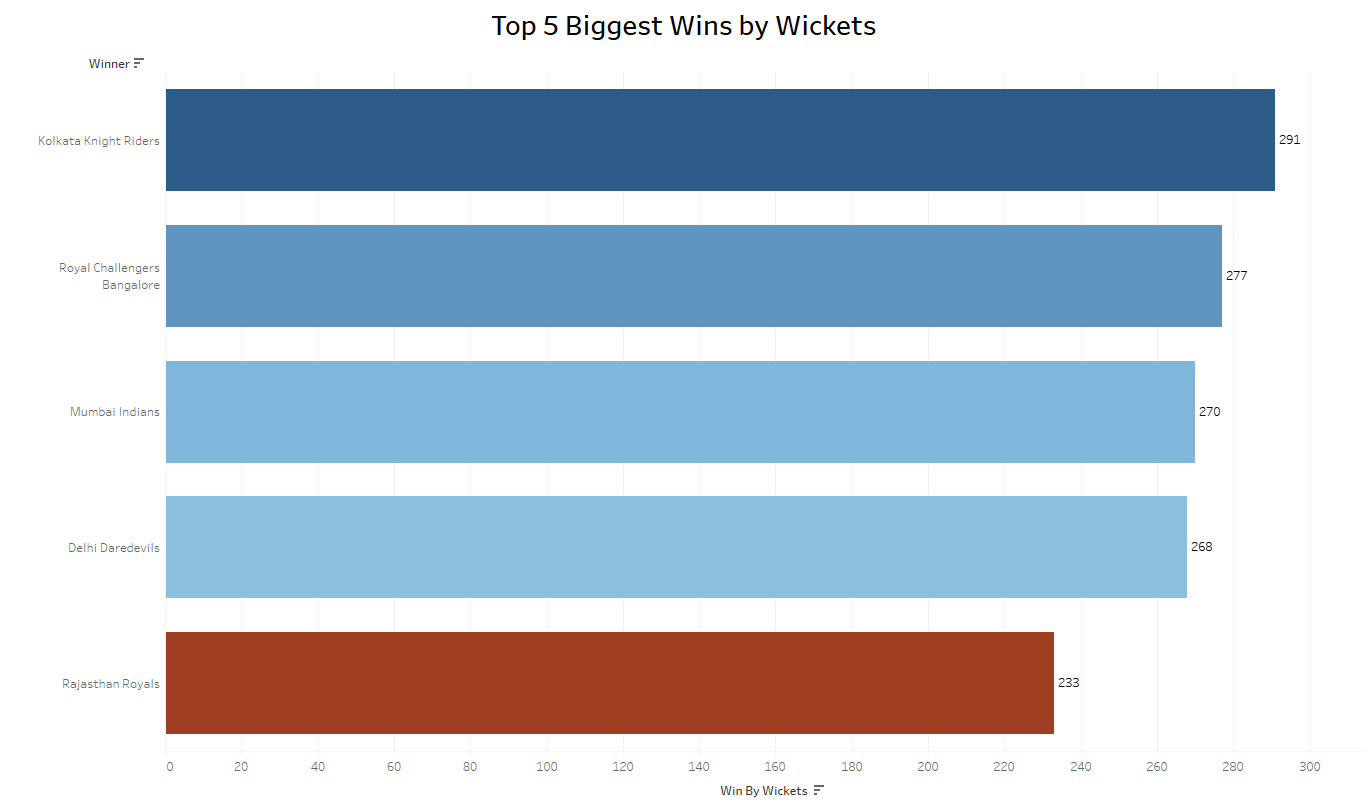 Top 5 Biggest Wins by Wickets
Winner
Kolkata Knight Riders
291
Royal Challengers
Bangalore
277
Mumbai Indians
270
Delhi Daredevils
268
Rajasthan Royals
233
0 20 40 60 80 100 120 140 160 180 200 220 240 260 280 300
Win By Wickets